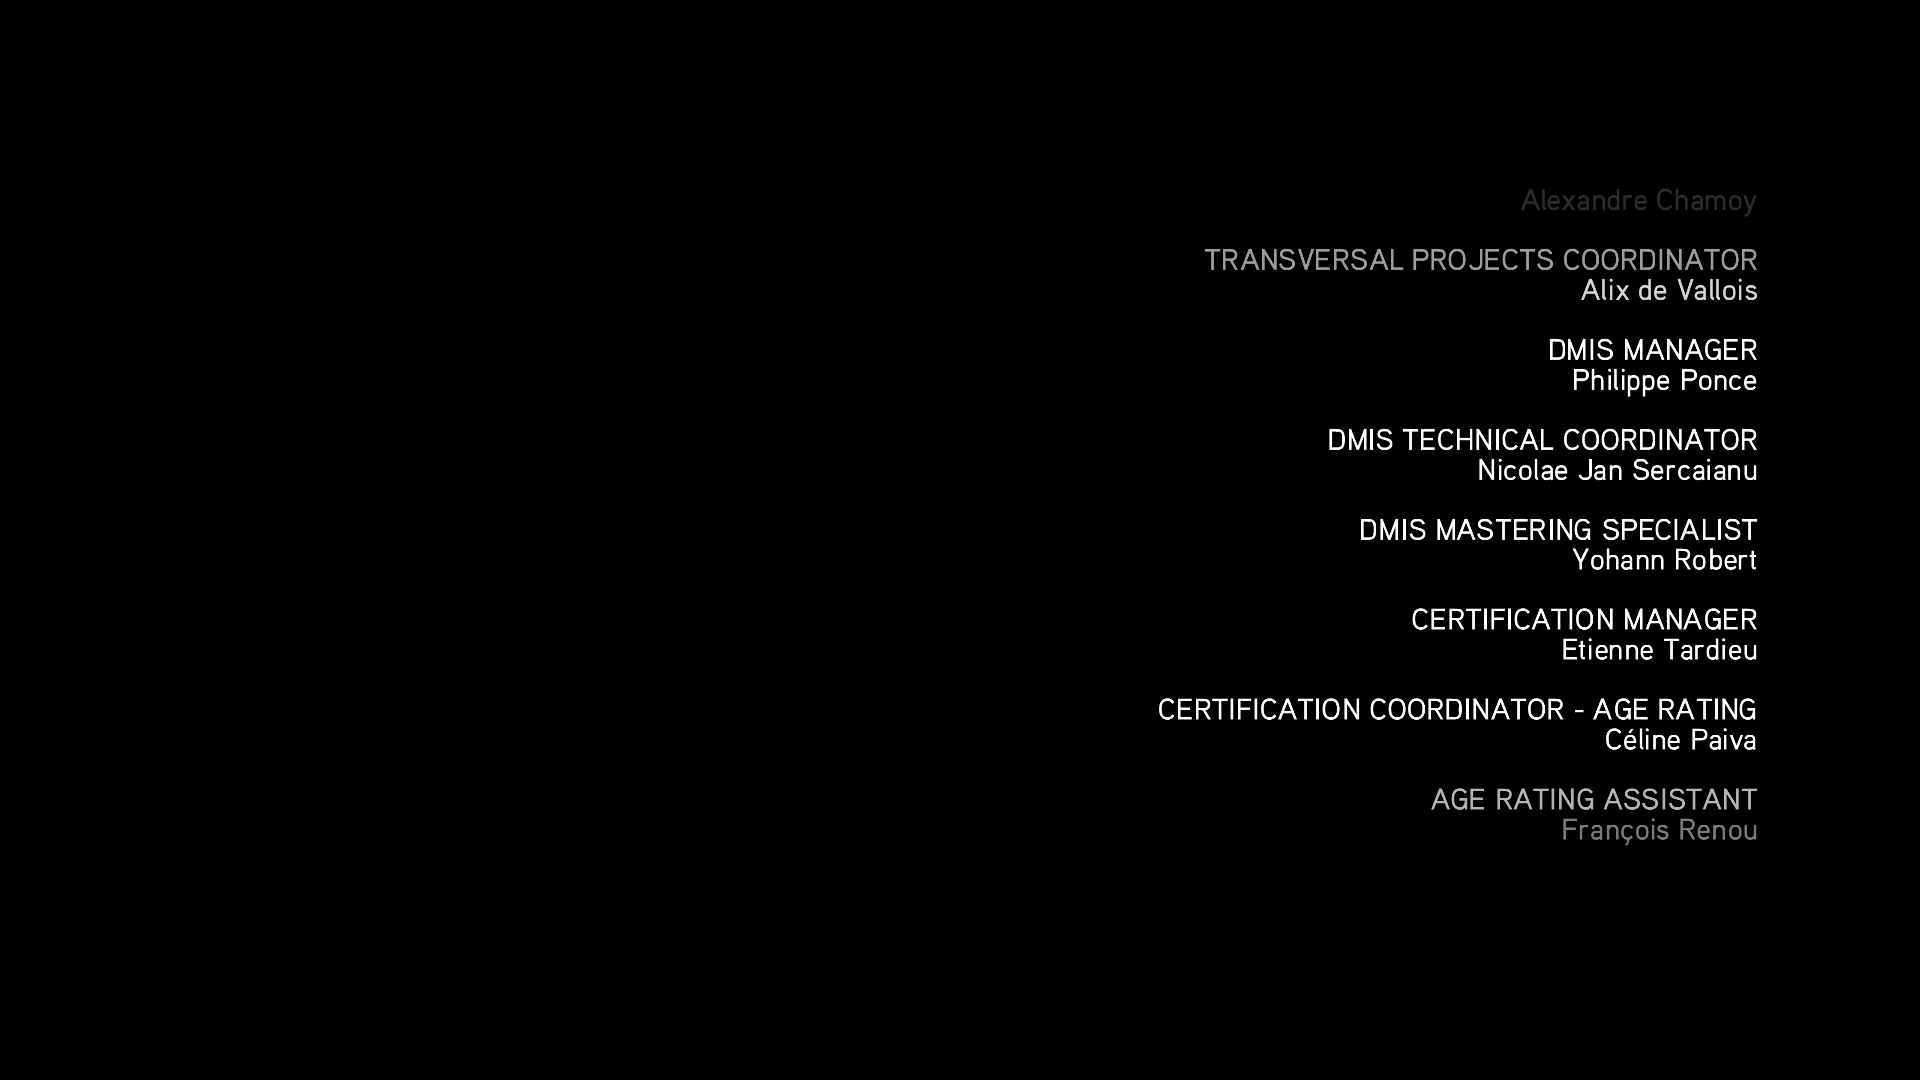 Alexandre Chamoy
TRANSVERSAL PROJECTS COORDINATOR
Alix de Vallois
DMIS MANAGER
Philippe Ponce
DMIS TECHNICAL COORDINATOR
Nicolae Jan Sercaianu
DMIS MASTERING SPECIALIST
Yohann Robert
CERTIFICATION MANAGER
Etienne Tardieu
CERTIFICATION COORDINATOR - AGE RATING
Céline Paiva
AGE RATING ASSISTANT
François Renou